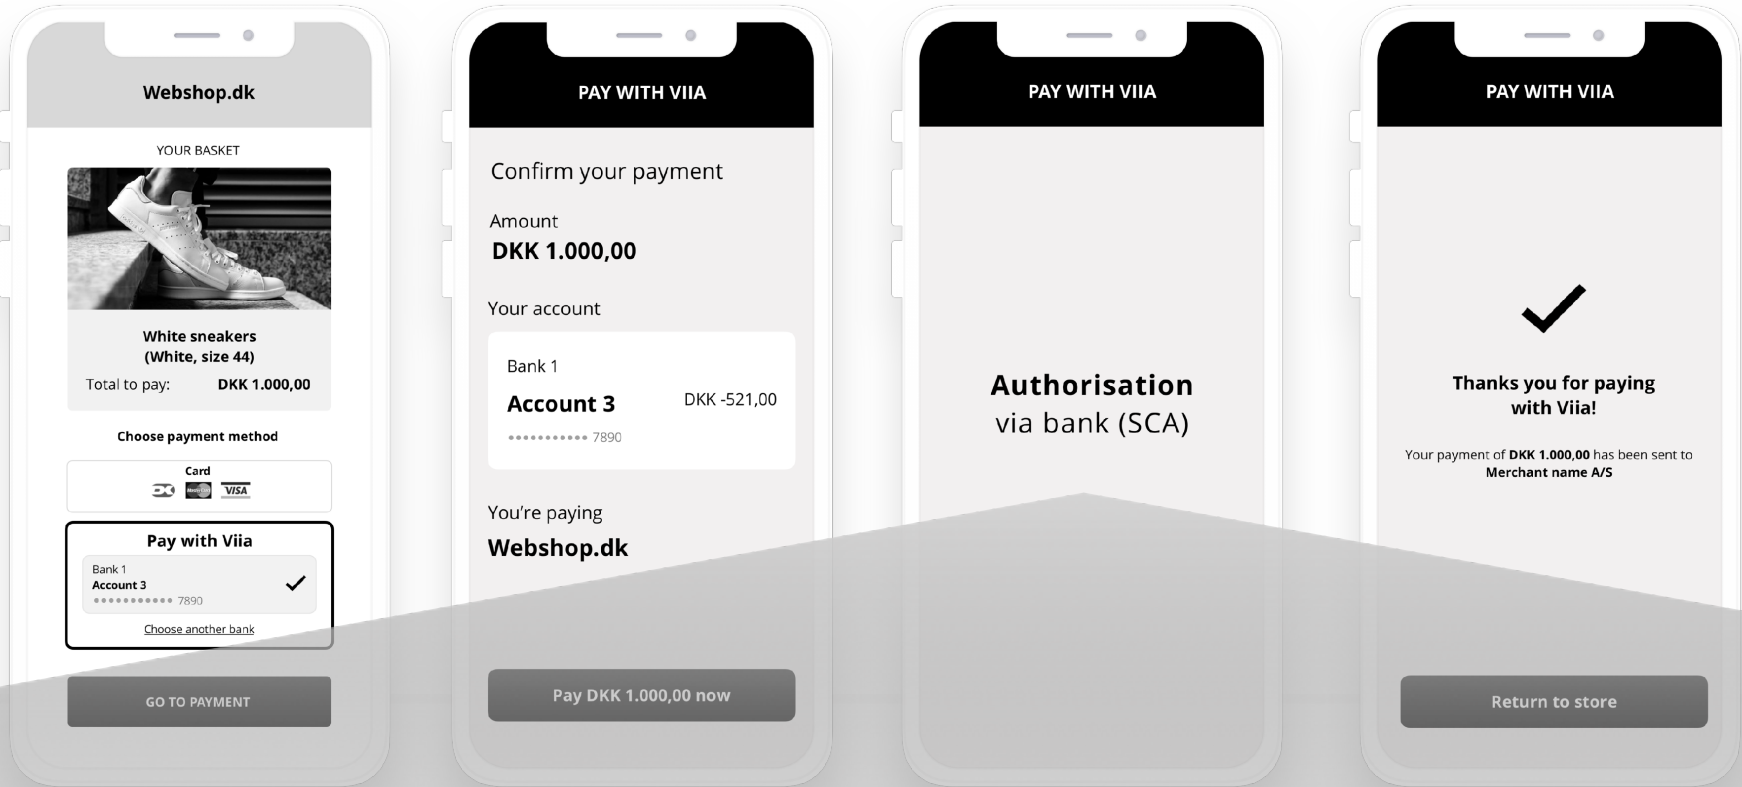 Webshop.dk
YOUR BASKET
White sneakers
(White, size 44)
Total to pay: DKK 1.000,00
Choose payment method
Card
MasterCard VISA
Pay with Viia
Bank 1
Account 3
●●●●●●●●●●● 7890
Choose another bank
GO TO PAYMENT
PAY WITH VIIA
Confirm your payment
Amount
DKK 1.000,00
Your account
Bank 1
Account 3 DKK -521,00
●●●●●●●●●●● 7890
You’re paying
Webshop.dk
Pay DKK 1.000,00 now
PAY WITH VIIA
Authorisation
via bank (SCA)
PAY WITH VIIA
Thanks you for paying
with Viia!
Your payment of DKK 1.000,00 has been sent to
Merchant name A/S
Return to store